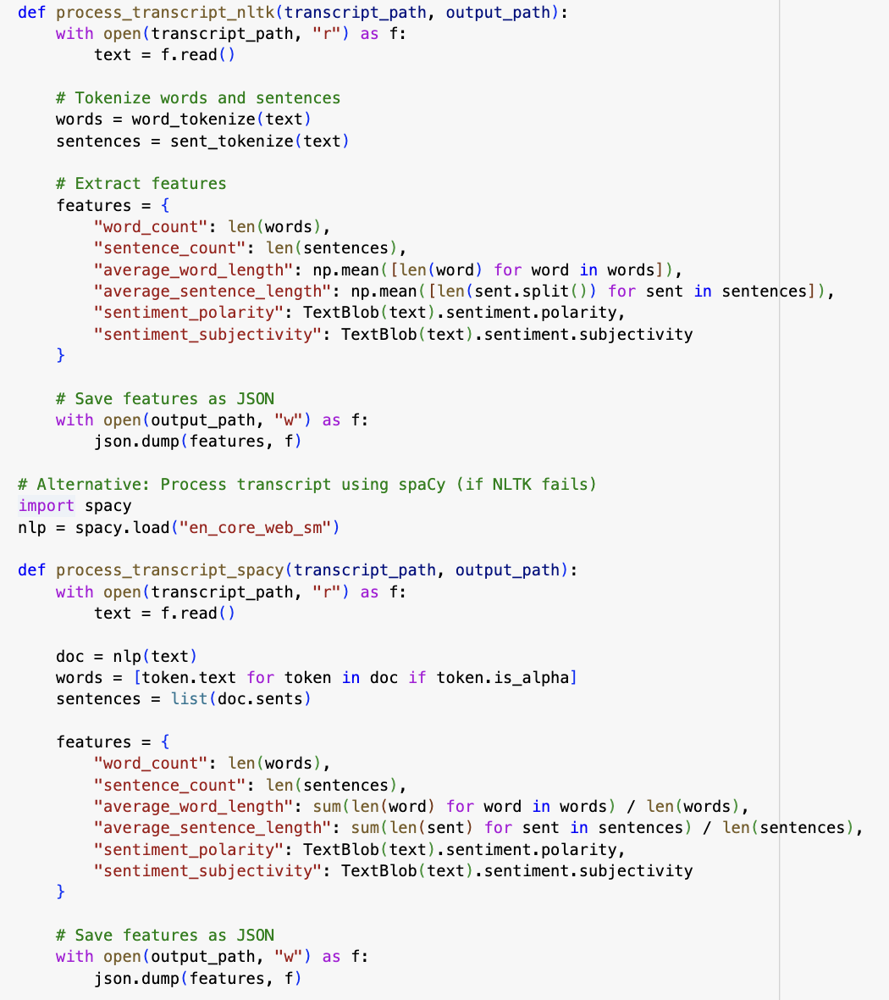 def process_transcript_nltk(transcript_path, output_path):
    with open(transcript_path, "r") as f:
        text = f.read()

    # Tokenize words and sentences
    words = word_tokenize(text)
    sentences = sent_tokenize(text)

    # Extract features
    features = {
        "word_count": len(words),
        "sentence_count": len(sentences),
        "average_word_length": np.mean([len(word) for word in words]),
        "average_sentence_length": np.mean([len(sent.split()) for sent in sentences]),
        "sentiment_polarity": TextBlob(text).sentiment.polarity,
        "sentiment_subjectivity": TextBlob(text).sentiment.subjectivity
    }

    # Save features as JSON
    with open(output_path, "w") as f:
        json.dump(features, f)

# Alternative: Process transcript using spaCy (if NLTK fails)
import spacy
nlp = spacy.load("en_core_web_sm")

def process_transcript_spacy(transcript_path, output_path):
    with open(transcript_path, "r") as f:
        text = f.read()

    doc = nlp(text)
    words = [token.text for token in doc if token.is_alpha]
    sentences = list(doc.sents)

    features = {
        "word_count": len(words),
        "sentence_count": len(sentences),
        "average_word_length": sum(len(word) for word in words) / len(words),
        "average_sentence_length": sum(len(sent) for sent in sentences) / len(sentences),
        "sentiment_polarity": TextBlob(text).sentiment.polarity,
        "sentiment_subjectivity": TextBlob(text).sentiment.subjectivity
    }

    # Save features as JSON
    with open(output_path, "w") as f:
        json.dump(features, f)